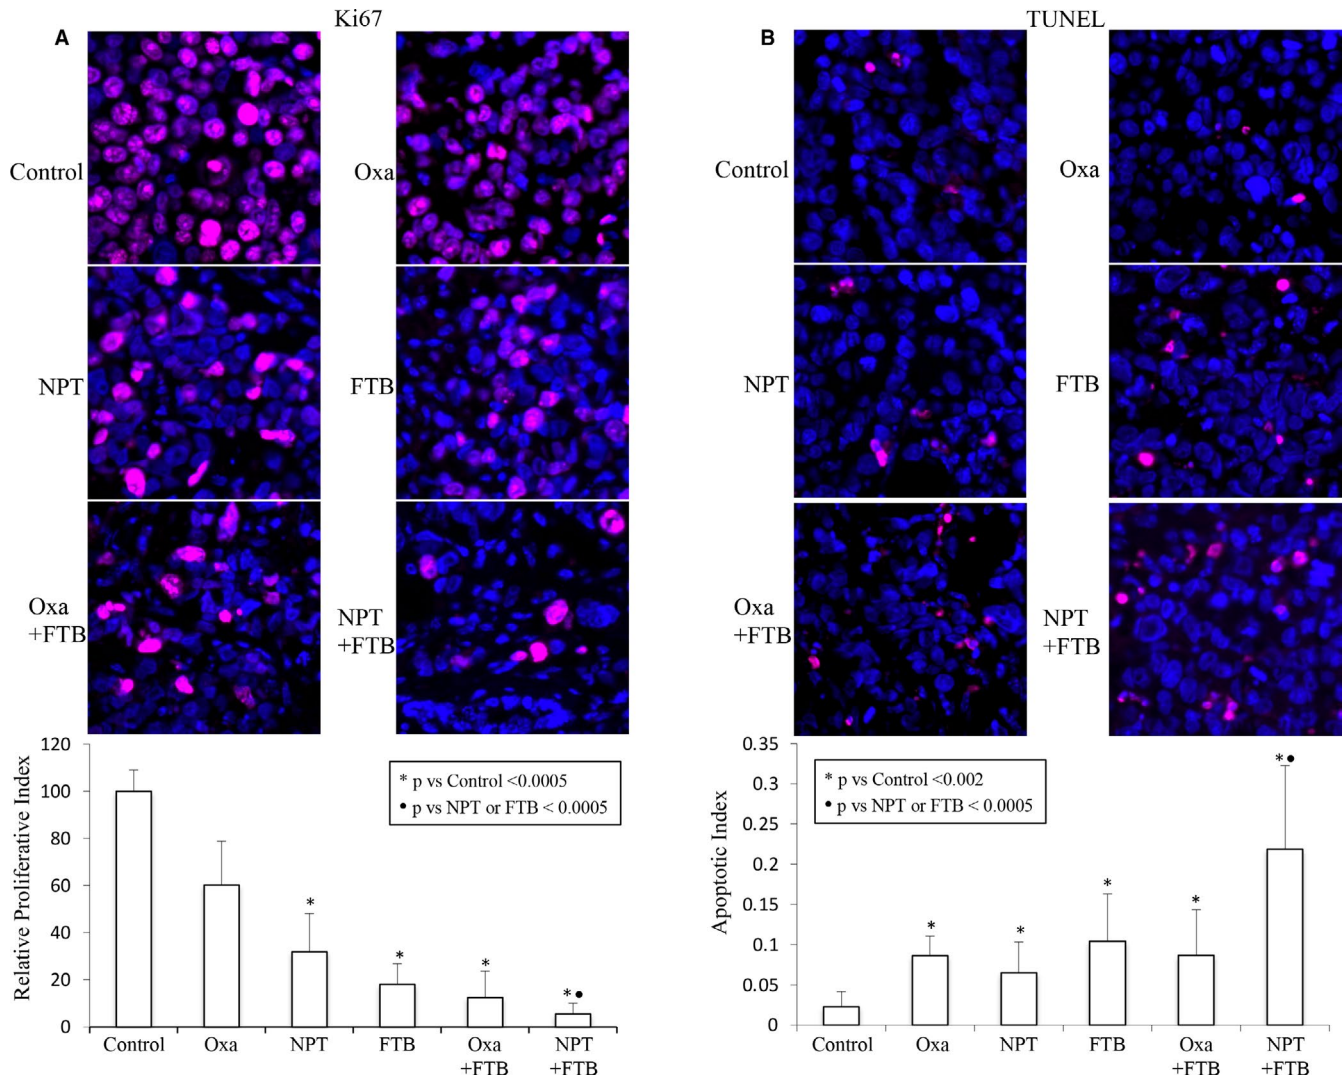 Ki67
A
Control
Oxa
NPT
FTB
Oxa
+FTB
NPT
+FTB
120
100
80
60
40
20
0
Relative Proliferative Index
* p vs Control <0.0005
• p vs NPT or FTB < 0.0005
*
*
*
*•
Control
Oxa
NPT
FTB
Oxa
+FTB
NPT
+FTB
TUNEL
B
Control
Oxa
NPT
FTB
Oxa
+FTB
NPT
+FTB
0.35
0.3
0.25
0.2
0.15
0.1
0.05
0
Apoptotic Index
* p vs Control <0.002
• p vs NPT or FTB < 0.0005
*
*
*
*
*•
Control
Oxa
NPT
FTB
Oxa
+FTB
NPT
+FTB